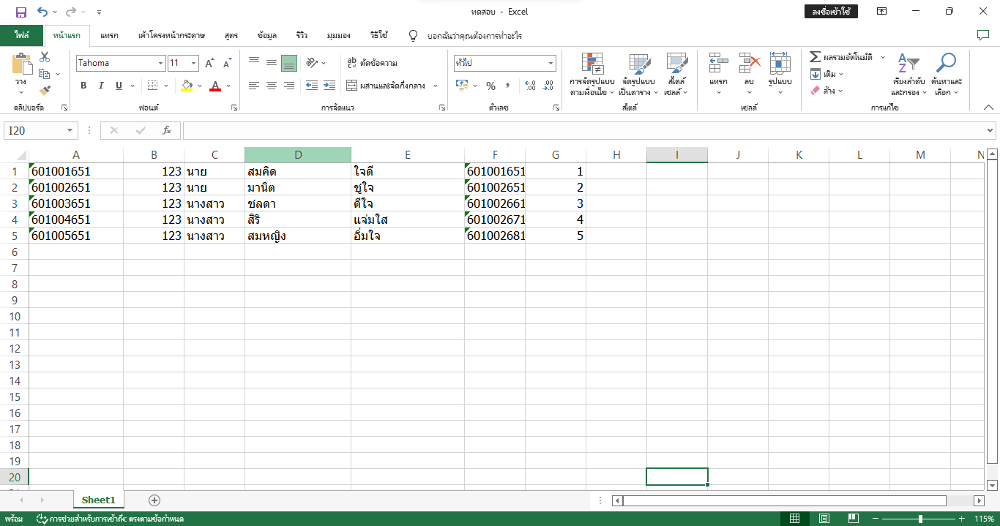 ทดสอบ - Excel
ลงชื่อเข้าใช้
ไฟล์ หน้าแรก แทรก เค้าโครงหน้ากระดาษ สูตร ข้อมูล รีวิว มุมมอง วิธีใช้ บอกฉันว่าคุณต้องการทำอะไร
วาง
คลิปบอร์ด
Tahoma 11
B I U
ฟอนต์
ตัดข้อความ
ผสานและจัดกึ่งกลาง
การจัดแนว
ทั่วไป
ตัวเลข
การจัดรูปแบบ
ตามเงื่อนไข
จัดรูปแบบ
เป็นตาราง
สไตล์
เซลล์
สไตล์
แทรก ลบ รูปแบบ
เซลล์
ผลรวมอัตโนมัติ
เติม
ล้าง
เรียงลำดับ
และกรอง
ค้นหาและ
เลือก
การแก้ไข
I20 fx
A B C D E F G H I J K L M N
1 601001651 123 นาย สมคิด ใจดี 601001651 1
2 601002651 123 นาย มานิต ชูใจ 601002651 2
3 601003651 123 นางสาว ชลดา ดีใจ 601002661 3
4 601004651 123 นางสาว สิริ แจ่มใส 601002671 4
5 601005651 123 นางสาว สมหญิง อิ่มใจ 601002681 5
6
7
8
9
10
11
12
13
14
15
16
17
18
19
20
Sheet1
พร้อม การช่วยสำหรับการเข้าถึง: ตรงตามข้อกำหนด 115%